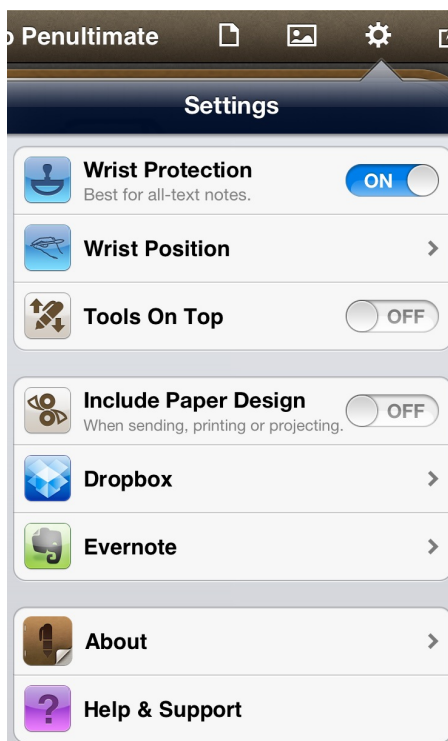 o Penultimate
Settings
Wrist Protection
ON
Best for all-text notes.
Wrist Position
Tools On Top
OFF
Include Paper Design
OFF
When sending, printing or projecting.
Dropbox
Evernote
About
?
Help & Support